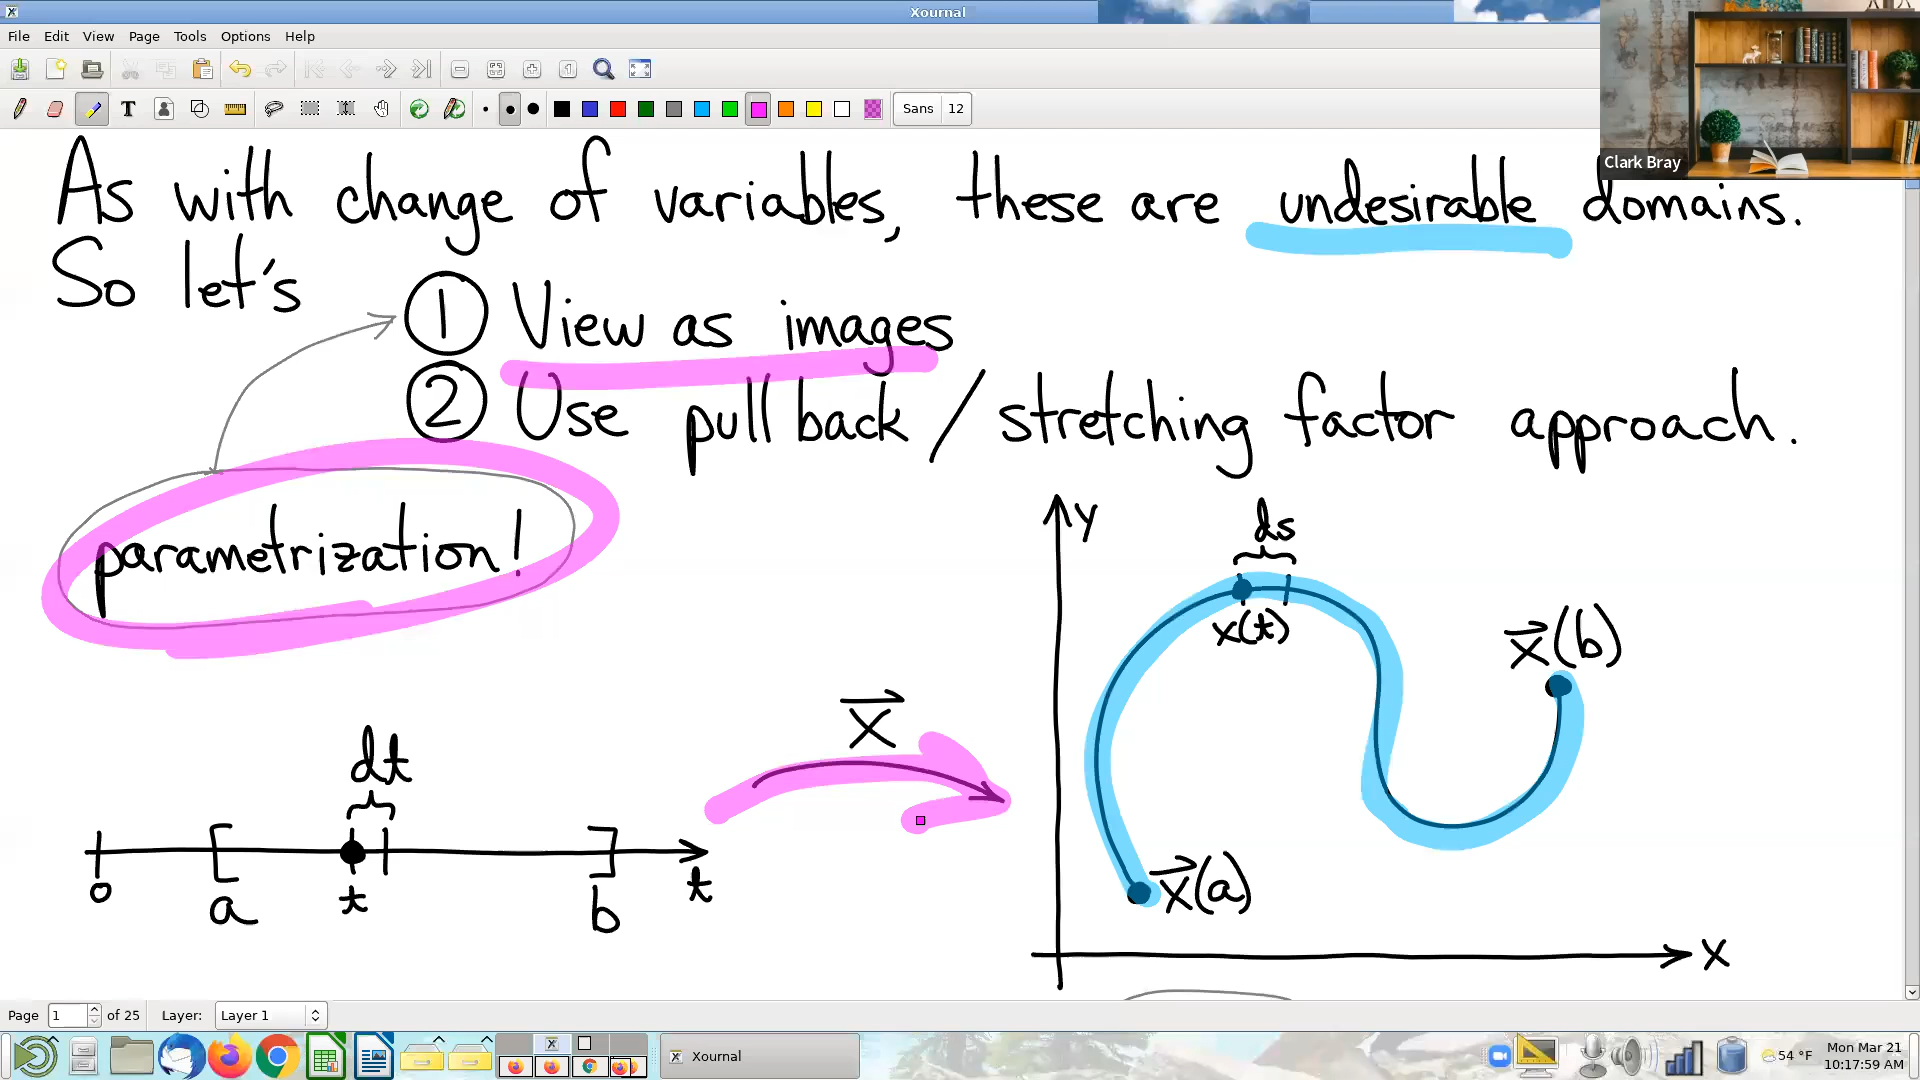 Xournal
File Edit View Page Tools Options Help
Sans 12
Clark Bray
As with change of variables, these are undesirable domains.
So let's
① View as images
② Use pull back / stretching factor approach.
parametrization!
y
ds
x(t)
x⃗(b)
x⃗
dt
0 a t b t
x⃗(a)
x
Page 1 of 25 Layer: Layer 1
Xournal
54 °F
Mon Mar 21
10:17:59 AM